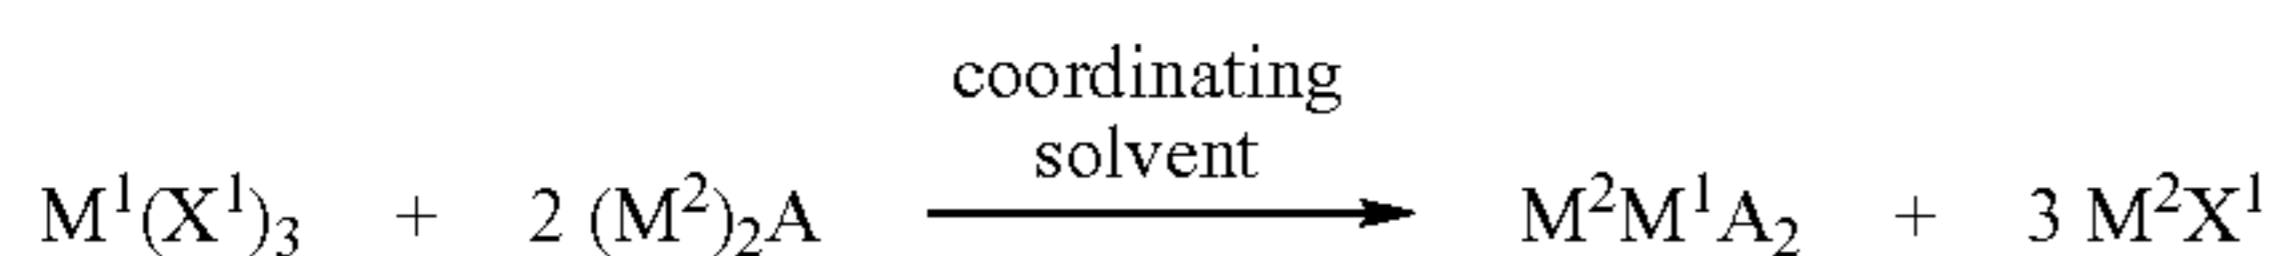 coordinating
solvent
M¹(X¹)₃ + 2 (M²)₂A M²M¹A₂ + 3 M²X¹